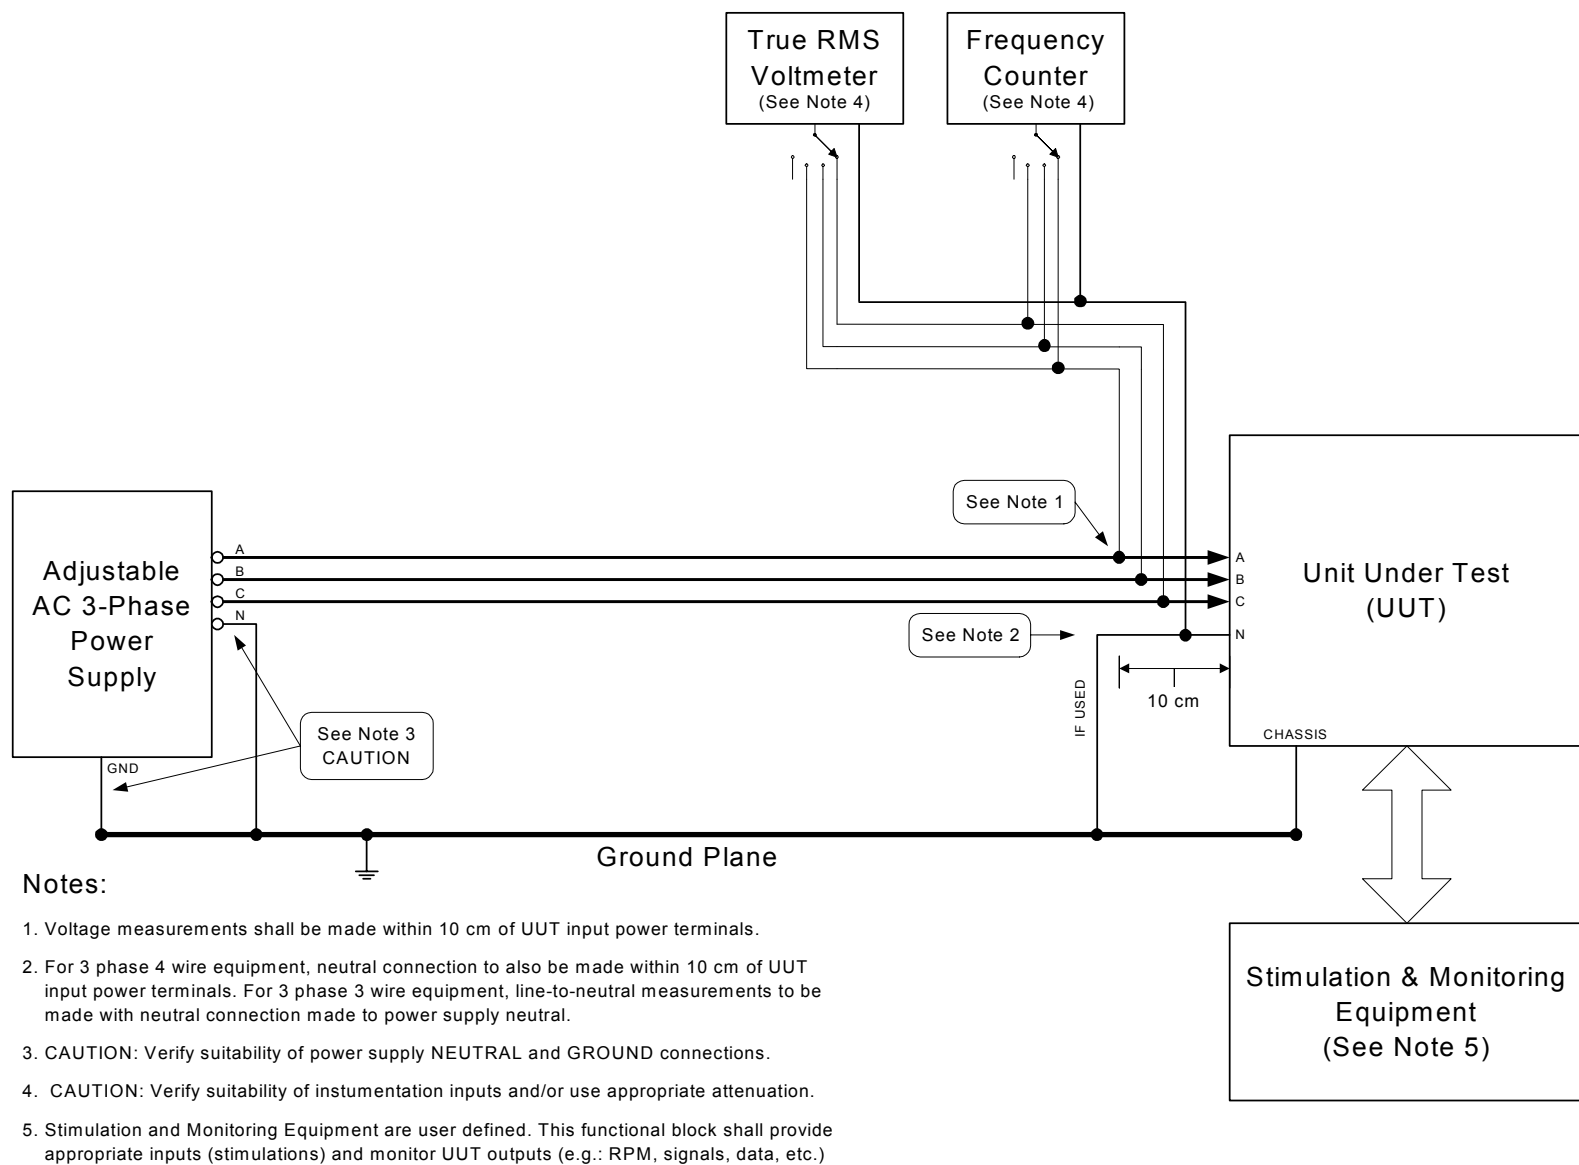 True RMS
Voltmeter
(See Note 4)
Frequency
Counter
(See Note 4)
See Note 1
Adjustable
AC 3-Phase
Power
Supply
A
B
C
N
A
B
C
N
Unit Under Test
(UUT)
See Note 2
10 cm
IF USED
See Note 3
CAUTION
CHASSIS
GND
Ground Plane
Stimulation & Monitoring
Equipment
(See Note 5)
Notes:
1. Voltage measurements shall be made within 10 cm of UUT input power terminals.
2. For 3 phase 4 wire equipment, neutral connection to also be made within 10 cm of UUT
input power terminals. For 3 phase 3 wire equipment, line-to-neutral measurements to be
made with neutral connection made to power supply neutral.
3. CAUTION: Verify suitability of power supply NEUTRAL and GROUND connections.
4. CAUTION: Verify suitability of instumentation inputs and/or use appropriate attenuation.
5. Stimulation and Monitoring Equipment are user defined. This functional block shall provide
appropriate inputs (stimulations) and monitor UUT outputs (e.g.: RPM, signals, data, etc.)